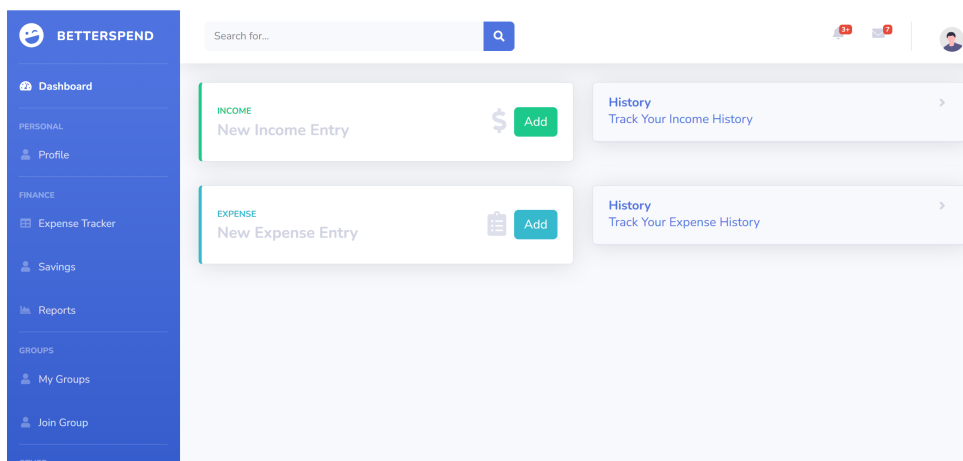 BETTERSPEND
Search for...
3+
7
Dashboard
PERSONAL
Profile
FINANCE
Expense Tracker
Savings
Reports
GROUPS
My Groups
Join Group
INCOME
New Income Entry
Add
History
Track Your Income History
EXPENSE
New Expense Entry
Add
History
Track Your Expense History